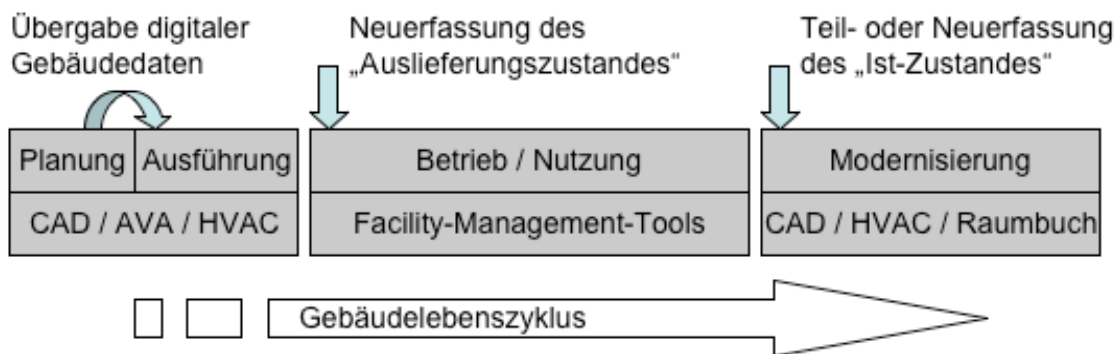 Übergabe digitaler
Gebäudedaten
Neuerfassung des
„Auslieferungszustandes“
Teil- oder Neuerfassung
des „Ist-Zustandes“
Planung Ausführung
Betrieb / Nutzung
Modernisierung
CAD / AVA / HVAC
Facility-Management-Tools
CAD / HVAC / Raumbuch
Gebäudelebenszyklus